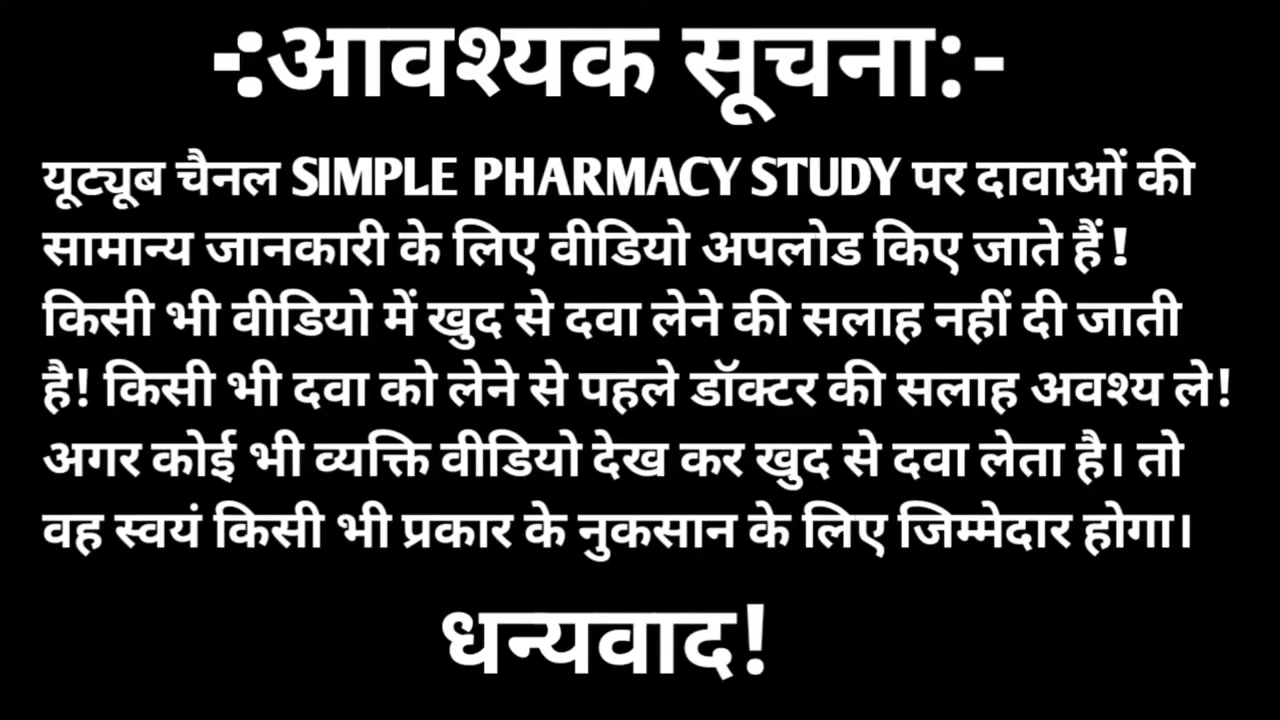 -:आवश्यक सूचना:-
यूट्यूब चैनल SIMPLE PHARMACY STUDY पर दावाओं की
सामान्य जानकारी के लिए वीडियो अपलोड किए जाते हैं !
किसी भी वीडियो में खुद से दवा लेने की सलाह नहीं दी जाती
है! किसी भी दवा को लेने से पहले डॉक्टर की सलाह अवश्य ले!
अगर कोई भी व्यक्ति वीडियो देख कर खुद से दवा लेता है। तो
वह स्वयं किसी भी प्रकार के नुकसान के लिए जिम्मेदार होगा।
धन्यवाद!